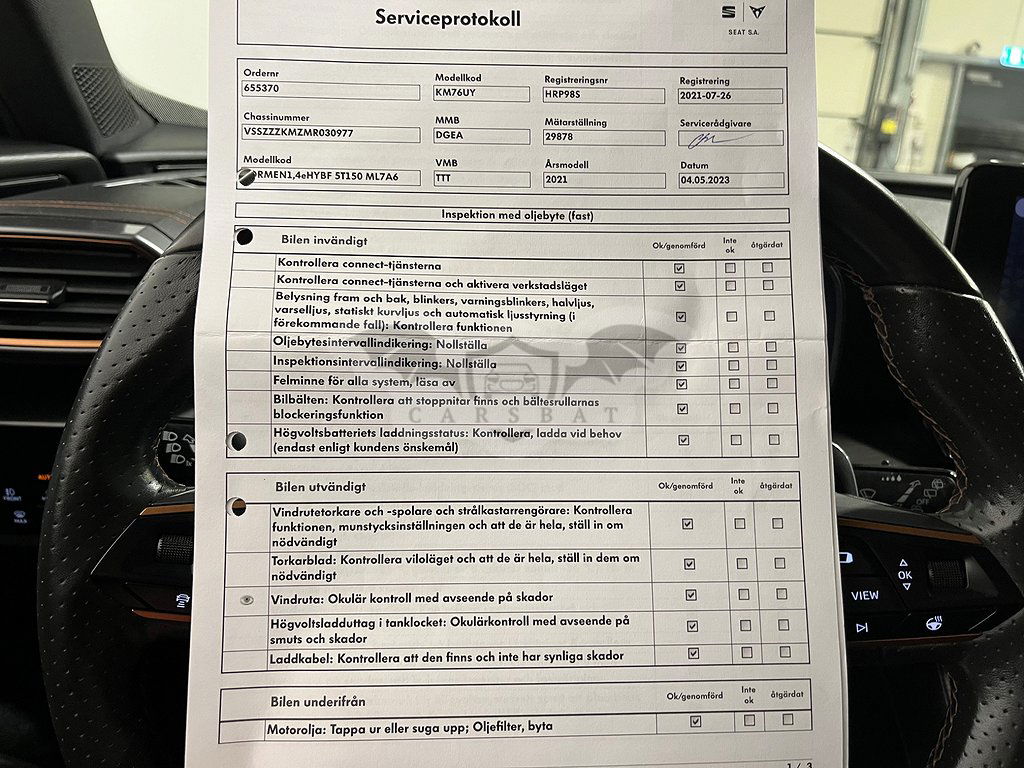 Serviceprotokoll
SEAT S.A.
Ordernr
655370
Modellkod
KM76UY
Registreringsnr
HRP98S
Registrering
2021-07-26
Chassinummer
VSSZZZKMZMR030977
MMB
DGEA
Mätarställning
29878
Servicerådgivare
Modellkod
ORMEN1,4eHYBF 5T150 ML7A6
VMB
TTT
Årsmodell
2021
Datum
04.05.2023
Inspektion med oljebyte (fast)
Bilen invändigt Ok/genomförd Inte ok åtgärdat
Kontrollera connect-tjänsterna
Kontrollera connect-tjänsterna och aktivera verkstadsläget
Belysning fram och bak, blinkers, varningsblinkers, halvljus,
varselljus, statiskt kurvljus och automatisk ljusstyrning (i
förekommande fall): Kontrollera funktionen
Oljebytesintervallindikering: Nollställa
Inspektionsintervallindikering: Nollställa
Felminne för alla system, läsa av
Bilbälten: Kontrollera att stoppnitar finns och bältesrullarnas
blockeringsfunktion
CARSBAT
Högvoltsbatteriets laddningsstatus: Kontrollera, ladda vid behov
(endast enligt kundens önskemål)
Bilen utvändigt Ok/genomförd Inte ok åtgärdat
Vindrutetorkare och -spolare och strålkastarrengörare: Kontrollera
funktionen, munstycksinställningen och att de är hela, ställ in om
nödvändigt
Torkarblad: Kontrollera viloläget och att de är hela, ställ in dem om
nödvändigt
Vindruta: Okulär kontroll med avseende på skador
Högvoltsladduttag i tanklocket: Okulärkontroll med avseende på
smuts och skador
Laddkabel: Kontrollera att den finns och inte har synliga skador
Bilen underifrån Ok/genomförd Inte ok åtgärdat
Motorolja: Tappa ur eller suga upp; Oljefilter, byta
1 / 3
OK
VIEW
FRONT
OFF